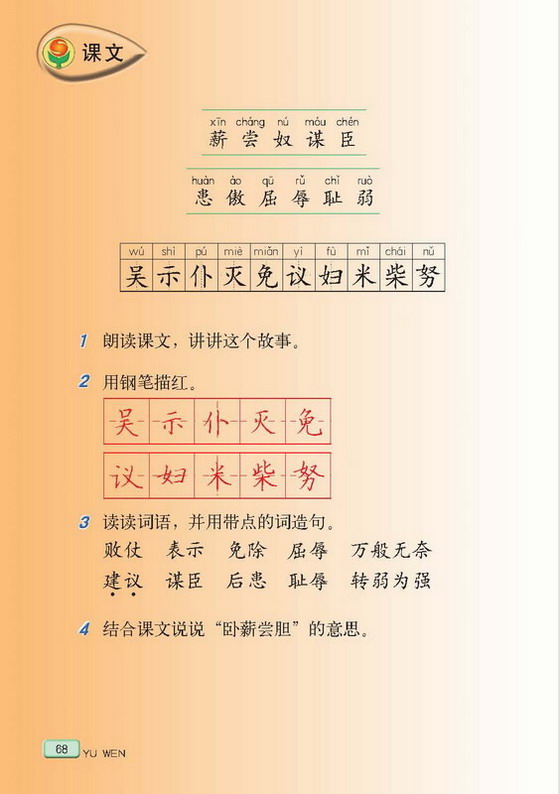 课文
xīn cháng nú móu chén
薪 尝 奴 谋 臣
huàn ào qū rǔ chǐ ruò
患 傲 屈 辱 耻 弱
wú shì pú miè miǎn yì fù mǐ chái nǔ
吴 示 仆 灭 免 议 妇 米 柴 努
1 朗读课文，讲讲这个故事。
2 用钢笔描红。
吴 示 仆 灭 免
议 妇 米 柴 努
3 读读词语，并用带点的词造句。
败仗 表示 免除 屈辱 万般无奈
建议 谋臣 后患 耻辱 转弱为强
4 结合课文说说“卧薪尝胆”的意思。
68 YU WEN